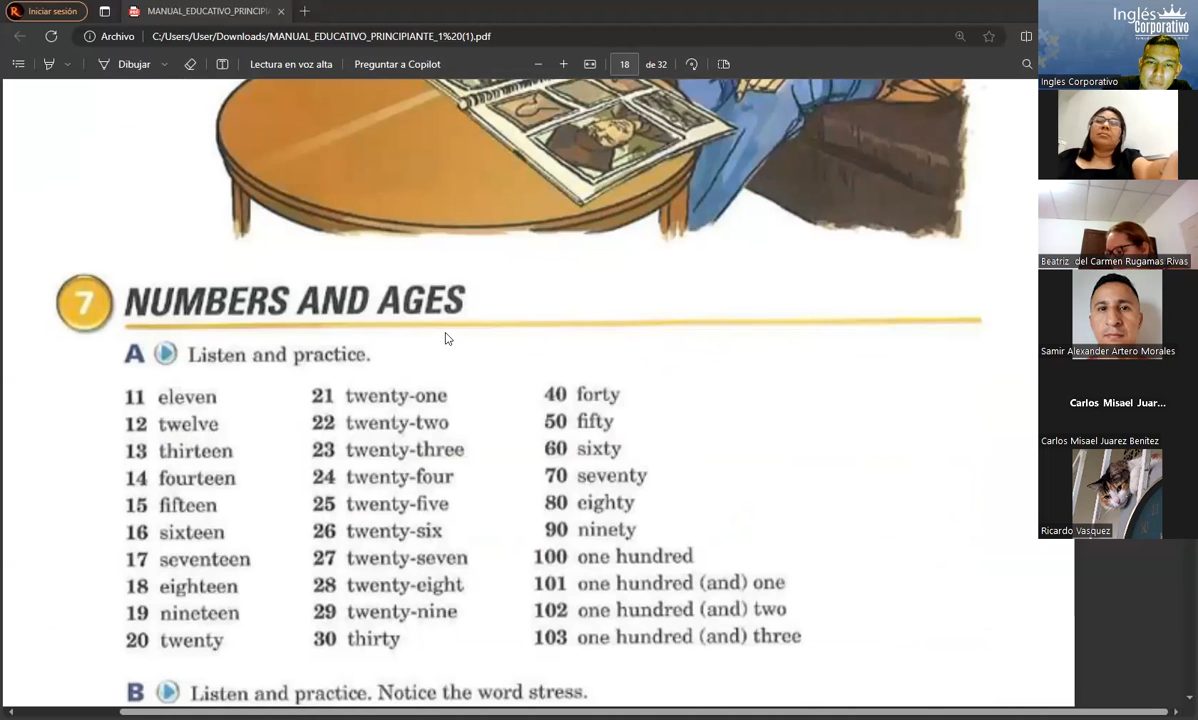 Iniciar sesión
MANUAL_EDUCATIVO_PRINCIPIA
Archivo
C:/Users/User/Downloads/MANUAL_EDUCATIVO_PRINCIPIANTE_1%20(1).pdf
Dibujar
Lectura en voz alta
Preguntar a Copilot
18
de 32
7 NUMBERS AND AGES
A Listen and practice.
11 eleven
12 twelve
13 thirteen
14 fourteen
15 fifteen
16 sixteen
17 seventeen
18 eighteen
19 nineteen
20 twenty
21 twenty-one
22 twenty-two
23 twenty-three
24 twenty-four
25 twenty-five
26 twenty-six
27 twenty-seven
28 twenty-eight
29 twenty-nine
30 thirty
40 forty
50 fifty
60 sixty
70 seventy
80 eighty
90 ninety
100 one hundred
101 one hundred (and) one
102 one hundred (and) two
103 one hundred (and) three
B Listen and practice. Notice the word stress.
Inglés
Corporativo
Ingles Corporativo
Beatriz del Carmen Rugamas Rivas
Samir Alexander Artero Morales
Carlos Misael Juar...
Carlos Misael Juarez Benitez
Ricardo Vasquez